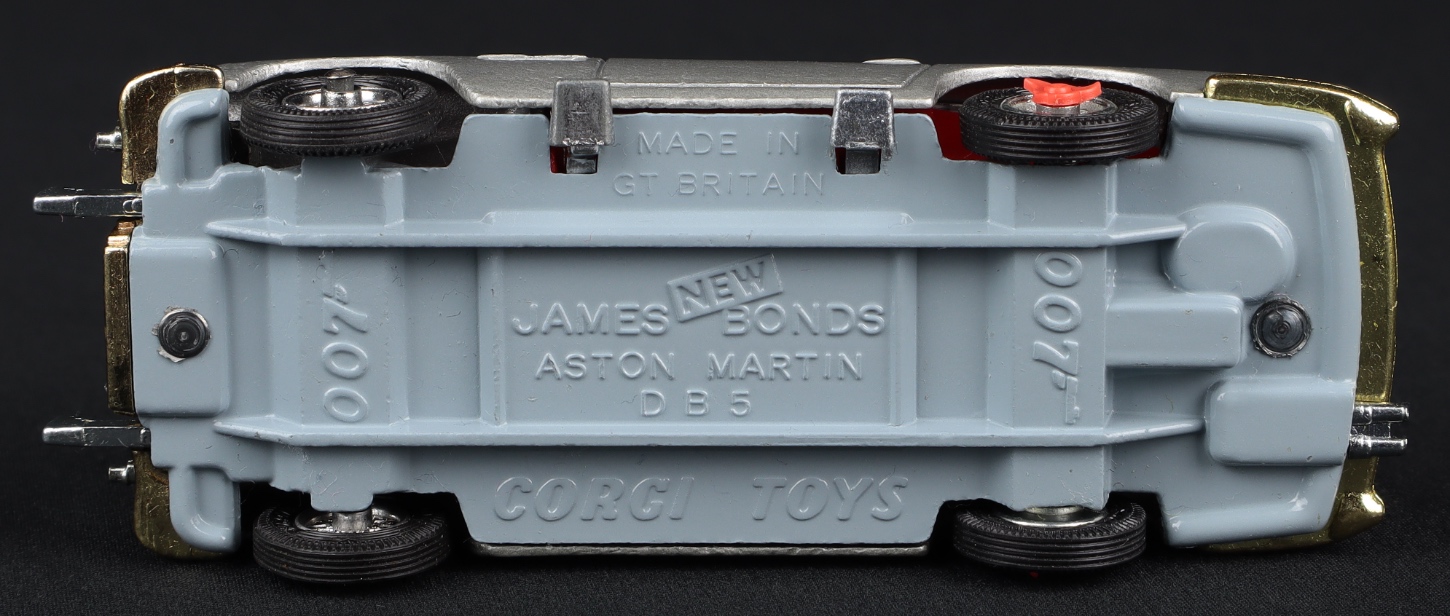 MADE IN
GT BRITAIN
007
007
NEW
JAMES BONDS
ASTON MARTIN
DB5
CORGI TOYS